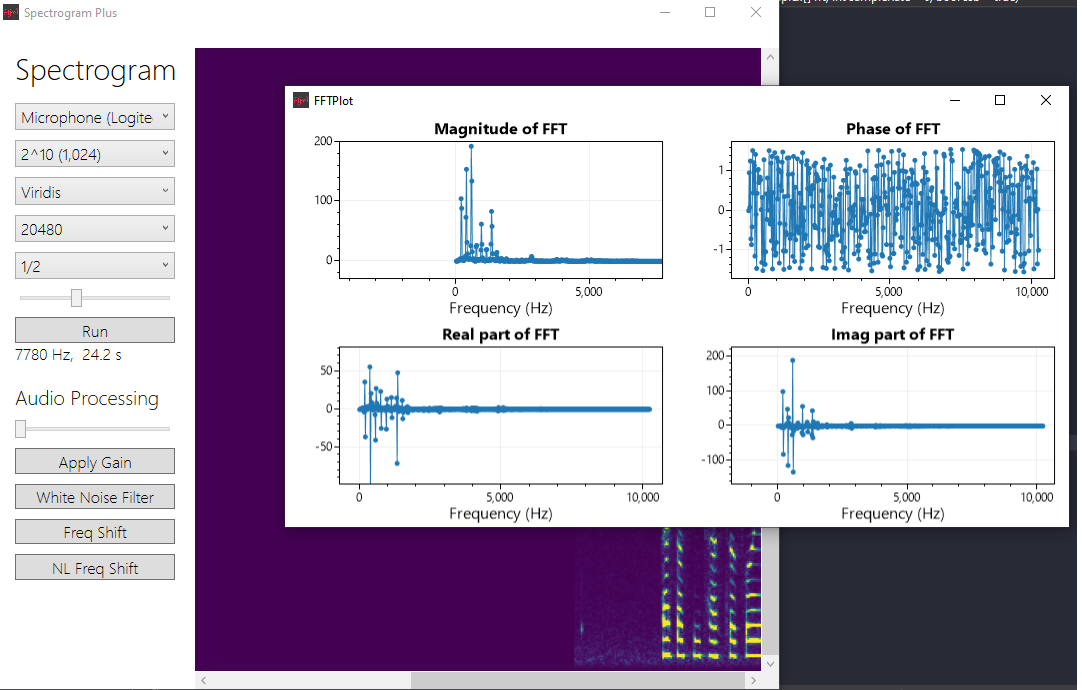 Spectrogram Plus
Spectrogram
Microphone (Logite
2^10 (1,024)
Viridis
20480
1/2
Run
7780 Hz, 24.2 s
Audio Processing
Apply Gain
White Noise Filter
Freq Shift
NL Freq Shift
FFTPlot
Magnitude of FFT
200
100
0
0
5,000
Frequency (Hz)
Phase of FFT
1
0
-1
0
5,000
10,000
Frequency (Hz)
Real part of FFT
50
0
-50
0
5,000
10,000
Frequency (Hz)
Imag part of FFT
200
100
0
-100
0
5,000
10,000
Frequency (Hz)